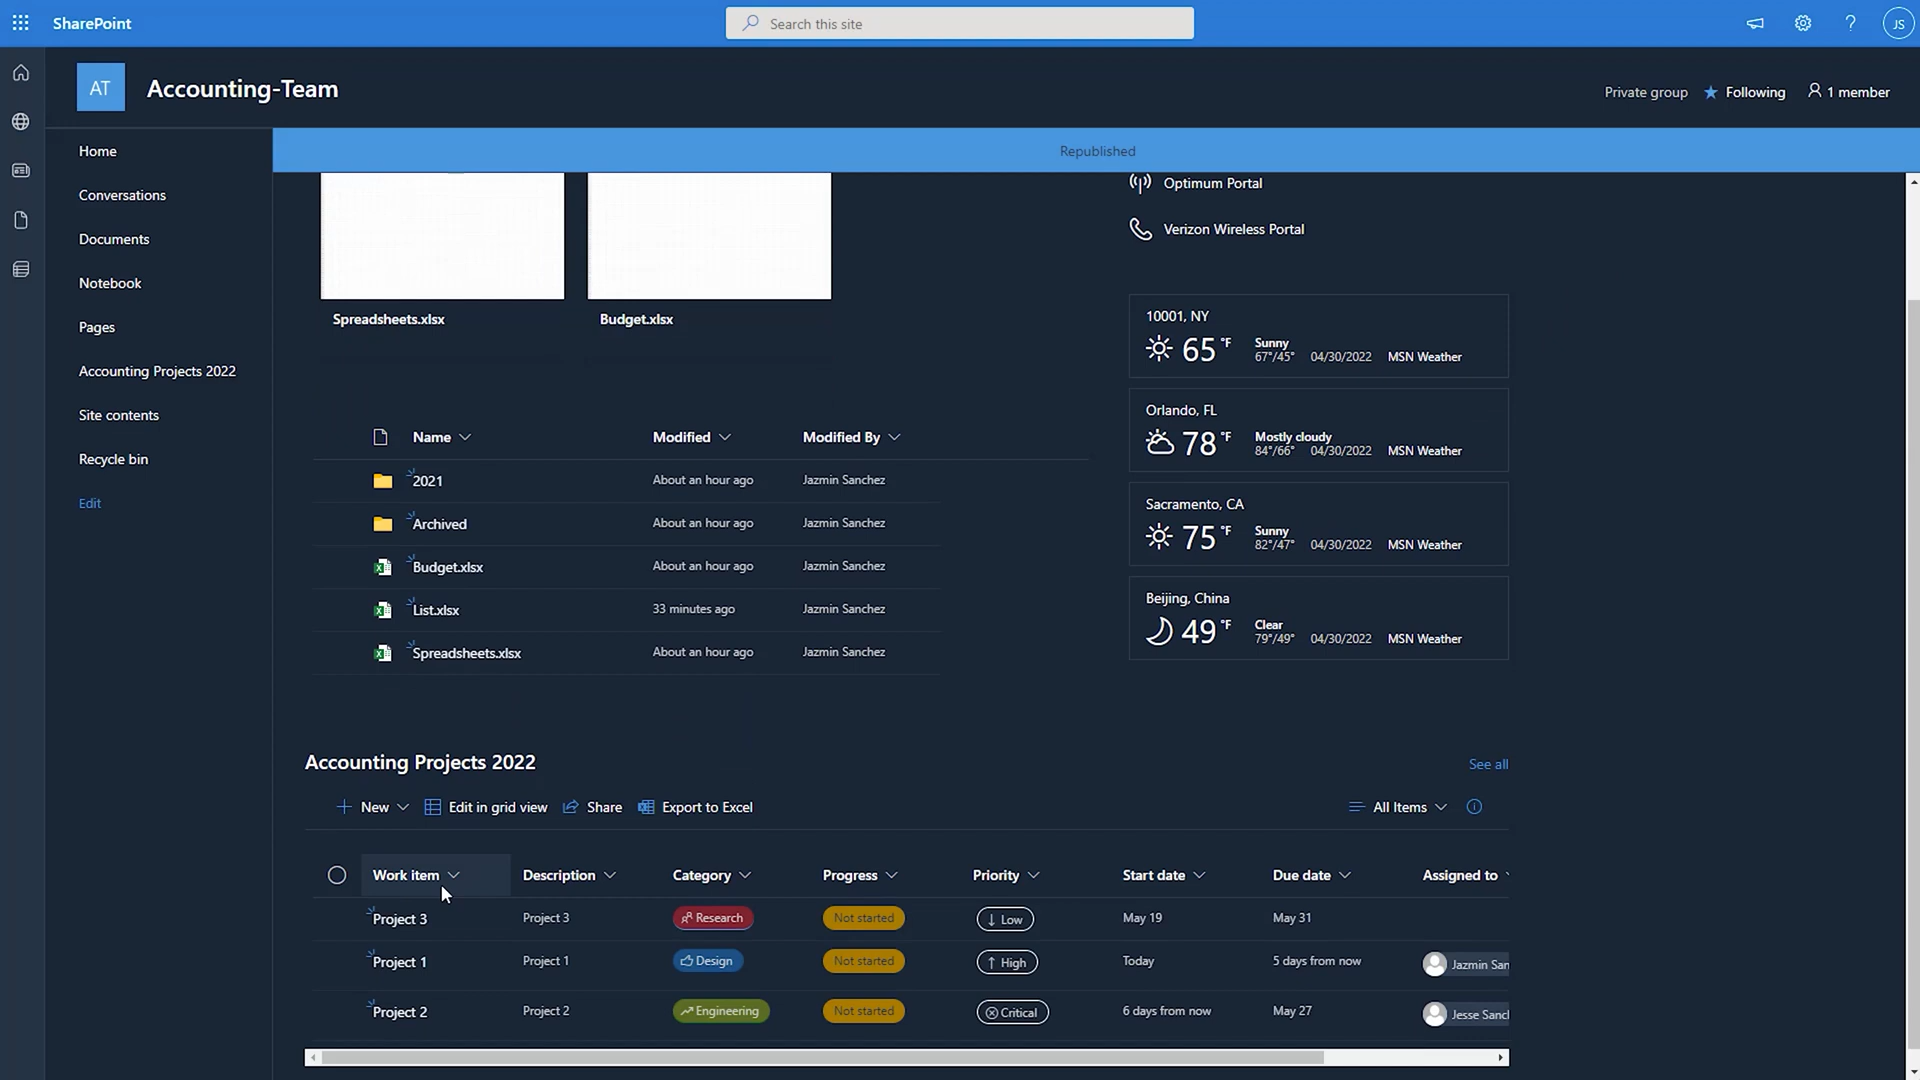 SharePoint
Search this site
JS
AT
Accounting-Team
Private group
Following
1 member
Home
Conversations
Documents
Notebook
Pages
Accounting Projects 2022
Site contents
Recycle bin
Edit
Republished
Spreadsheets.xlsx
Budget.xlsx
Optimum Portal
Verizon Wireless Portal
10001, NY
65 °F Sunny
67°/45° 04/30/2022 MSN Weather
Orlando, FL
78 °F Mostly cloudy
84°/66° 04/30/2022 MSN Weather
Sacramento, CA
75 °F Sunny
82°/47° 04/30/2022 MSN Weather
Beijing, China
49 °F Clear
79°/49° 04/30/2022 MSN Weather
Name Modified Modified By
2021 About an hour ago Jazmin Sanchez
Archived About an hour ago Jazmin Sanchez
Budget.xlsx About an hour ago Jazmin Sanchez
List.xlsx 33 minutes ago Jazmin Sanchez
Spreadsheets.xlsx About an hour ago Jazmin Sanchez
Accounting Projects 2022
See all
New Edit in grid view Share Export to Excel All Items
Work item Description Category Progress Priority Start date Due date Assigned to
Project 3 Project 3 Research Not started Low May 19 May 31
Project 1 Project 1 Design Not started High Today 5 days from now Jazmin San
Project 2 Project 2 Engineering Not started Critical 6 days from now May 27 Jesse Sanc